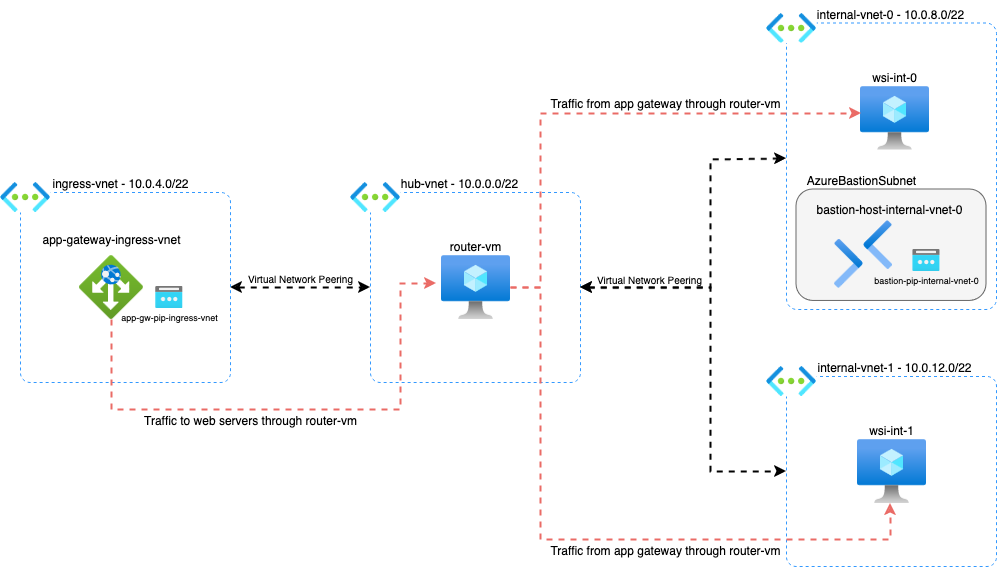 internal-vnet-0 - 10.0.8.0/22
wsi-int-0
Traffic from app gateway through router-vm
AzureBastionSubnet
bastion-host-internal-vnet-0
bastion-pip-internal-vnet-0
ingress-vnet - 10.0.4.0/22
app-gateway-ingress-vnet
app-gw-pip-ingress-vnet
Virtual Network Peering
hub-vnet - 10.0.0.0/22
router-vm
Virtual Network Peering
Traffic to web servers through router-vm
internal-vnet-1 - 10.0.12.0/22
wsi-int-1
Traffic from app gateway through router-vm